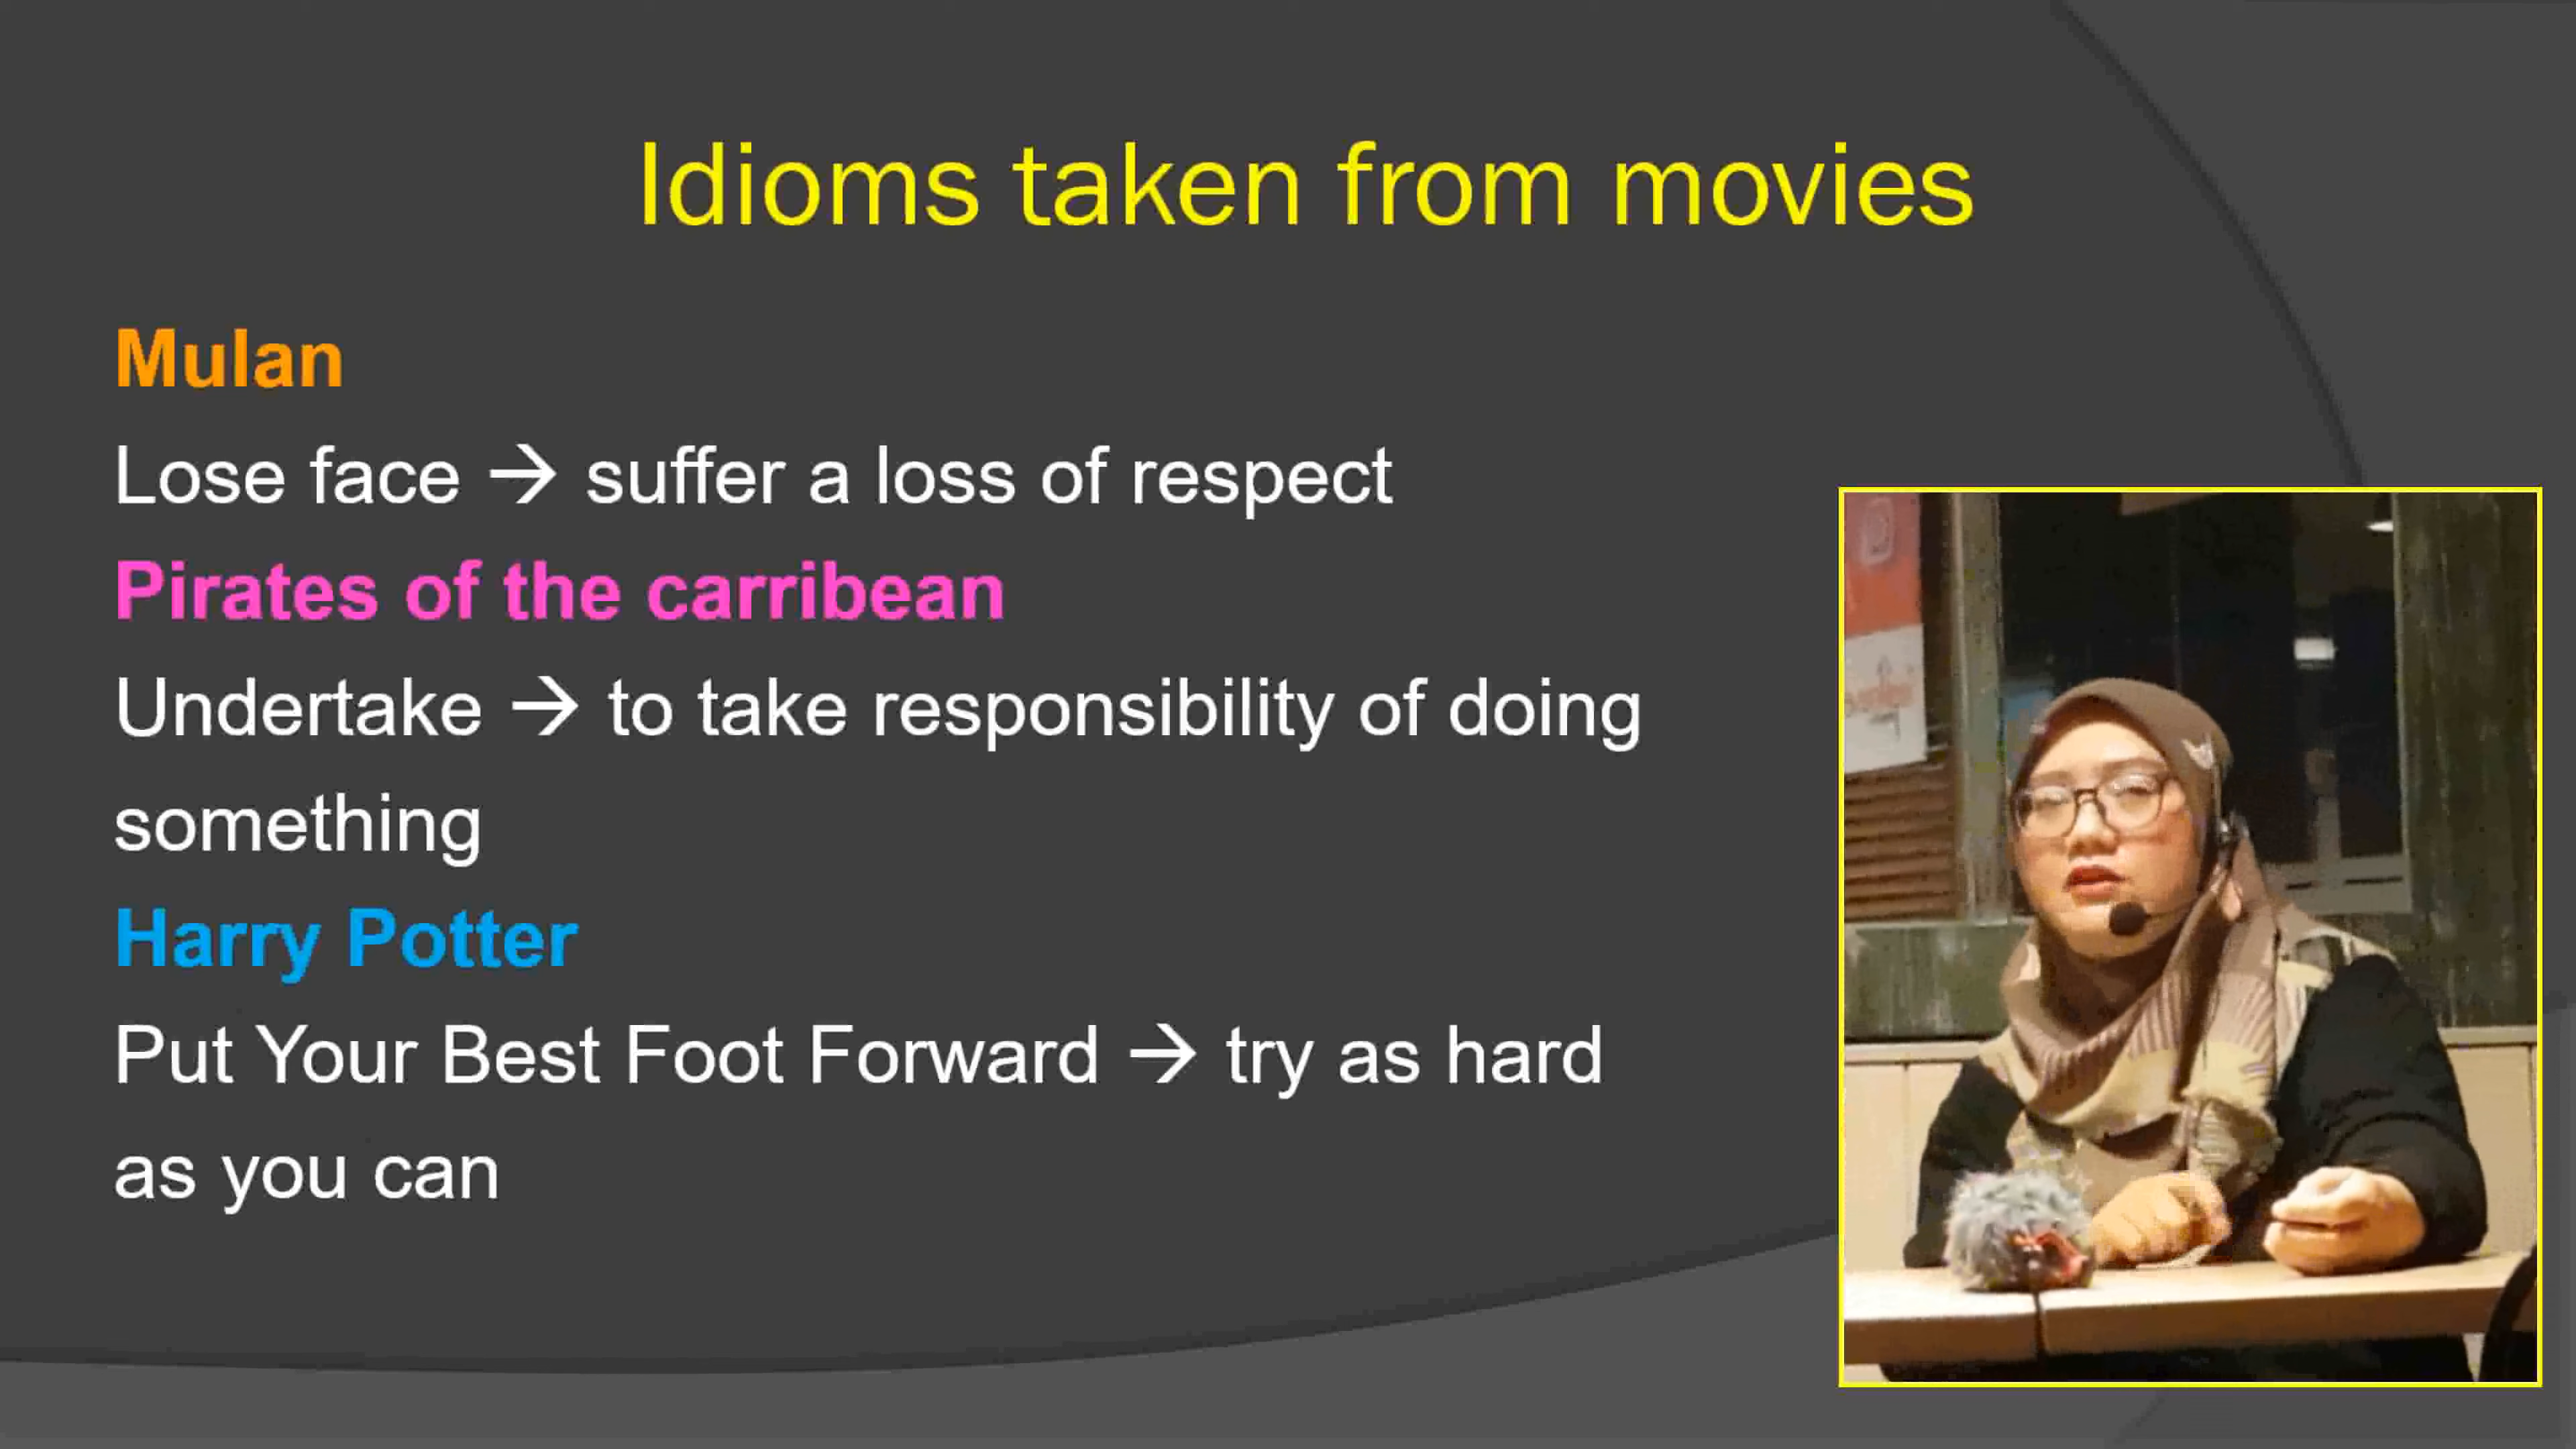 Idioms taken from movies
Mulan
Lose face → suffer a loss of respect
Pirates of the carribean
Undertake → to take responsibility of doing
something
Harry Potter
Put Your Best Foot Forward → try as hard
as you can